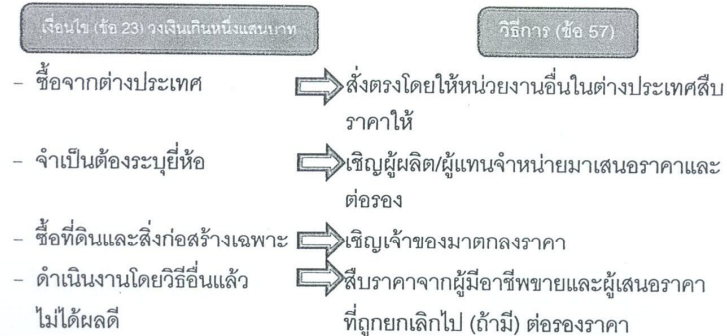 เงื่อนไข (ข้อ 23) วงเงินเกินหนึ่งแสนบาท
วิธีการ (ข้อ 57)
- ซื้อจากต่างประเทศ
สั่งตรงโดยให้หน่วยงานอื่นในต่างประเทศสืบ
ราคาให้
- จำเป็นต้องระบุยี่ห้อ
เชิญผู้ผลิต/ผู้แทนจำหน่ายมาเสนอราคาและ
ต่อรอง
- ซื้อที่ดินและสิ่งก่อสร้างเฉพาะ
เชิญเจ้าของมาตกลงราคา
- ดำเนินงานโดยวิธีอื่นแล้ว
ไม่ได้ผลดี
สืบราคาจากผู้มีอาชีพขายและผู้เสนอราคา
ที่ถูกยกเลิกไป (ถ้ามี) ต่อรองราคา